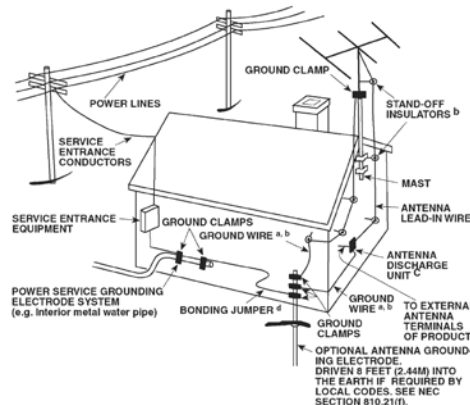 GROUND CLAMP
POWER LINES
STAND-OFF
INSULATORS b
SERVICE
ENTRANCE
CONDUCTORS
MAST
ANTENNA
LEAD-IN WIRE
SERVICE ENTRANCE
EQUIPMENT
GROUND CLAMPS
GROUND WIRE a, b
ANTENNA
DISCHARGE
UNIT C
POWER SERVICE GROUNDING
ELECTRODE SYSTEM
(e.g. Interior metal water pipe)
BONDING JUMPER d
GROUND
WIRE a, b
GROUND
CLAMPS
TO EXTERNA
ANTENNA
TERMINALS
OF PRODUCT
OPTIONAL ANTENNA GROUND-
ING ELECTRODE.
DRIVEN 8 FEET (2.44M) INTO
THE EARTH IF REQUIRED BY
LOCAL CODES. SEE NEC
SECTION 810.21(f).